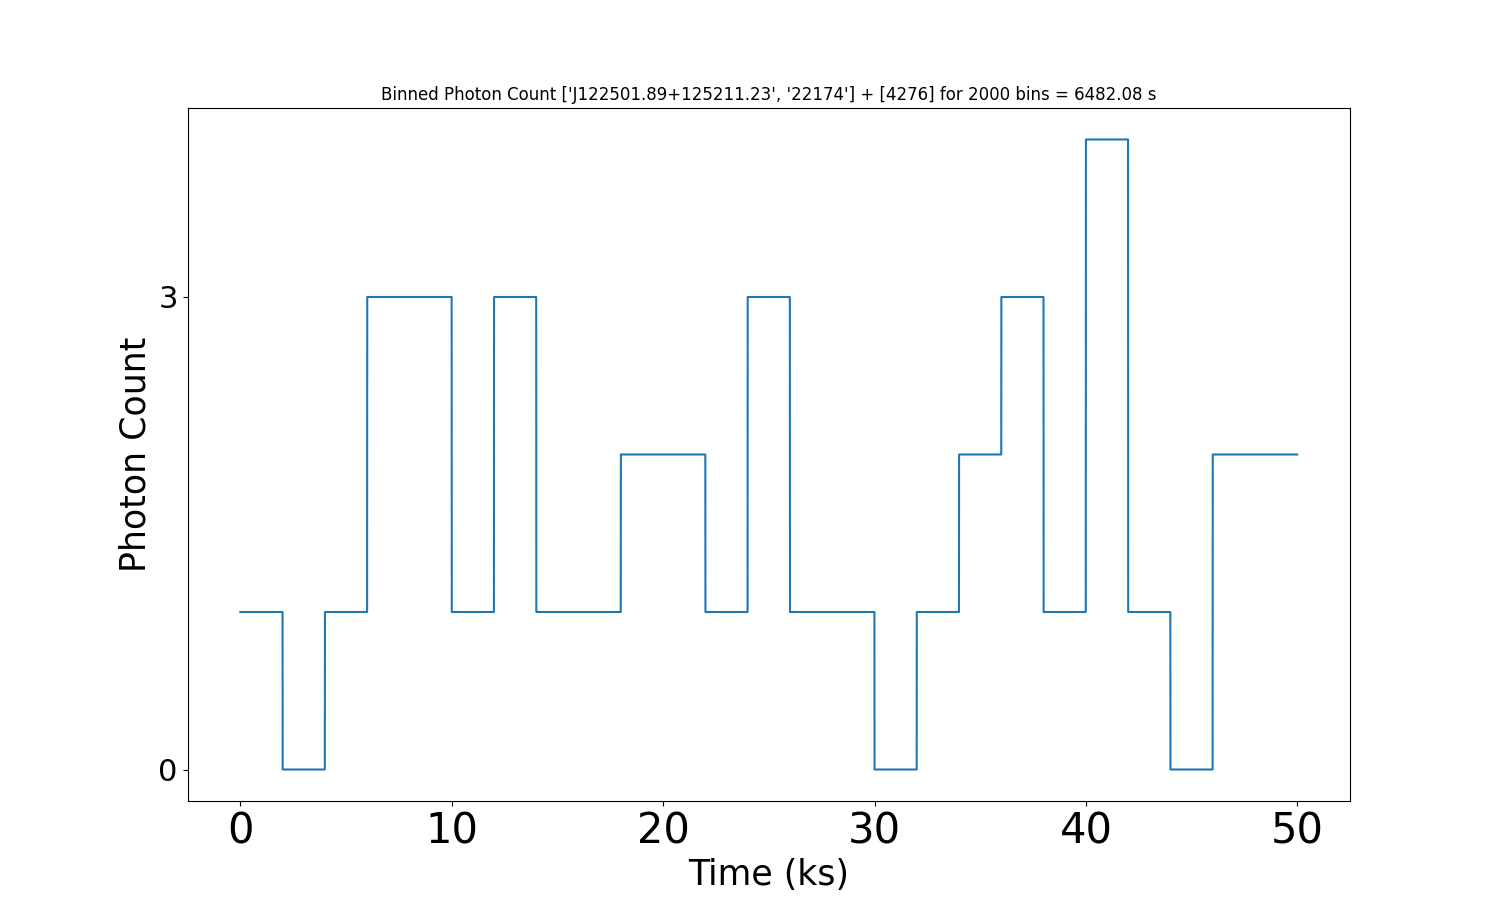 Binned Photon Count ['J122501.89+125211.23', '22174'] + [4276] for 2000 bins = 6482.08 s
3
Photon Count
0
0 10 20 30 40 50
Time (ks)